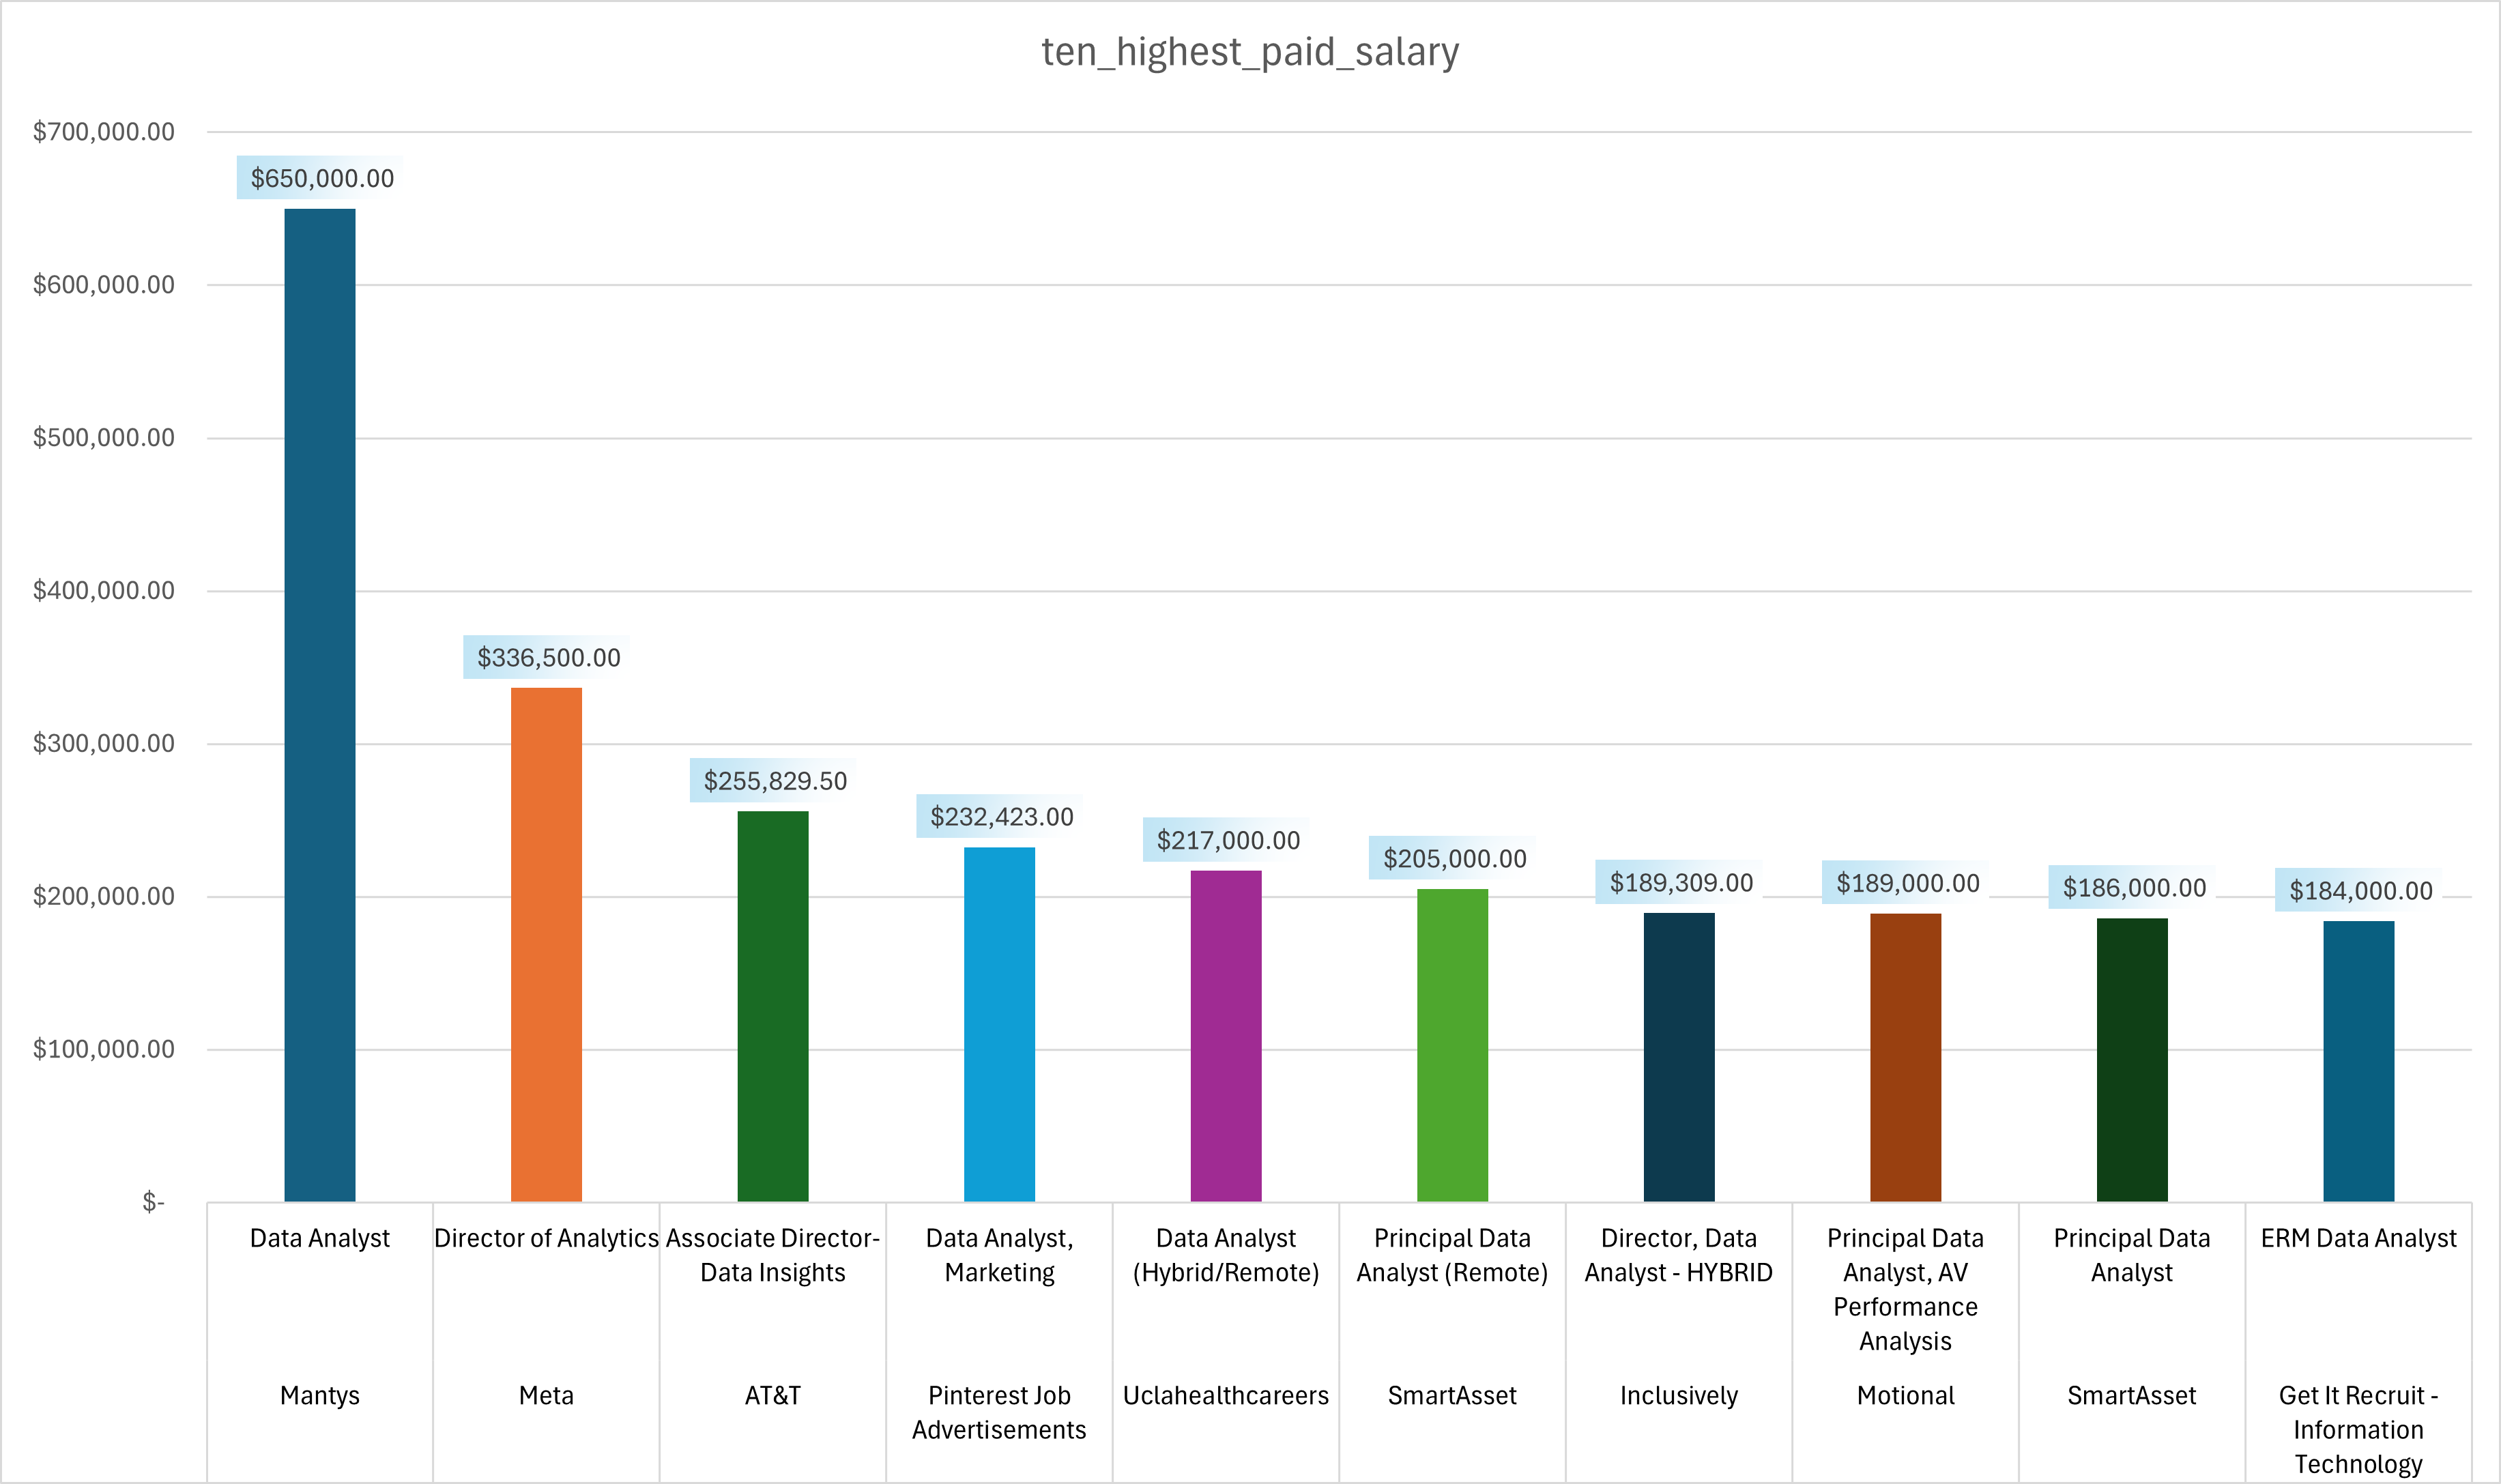 ten_highest_paid_salary
$700,000.00
$600,000.00
$500,000.00
$400,000.00
$300,000.00
$200,000.00
$100,000.00
$-
$650,000.00
$336,500.00
$255,829.50
$232,423.00
$217,000.00
$205,000.00
$189,309.00
$189,000.00
$186,000.00
$184,000.00
Data Analyst
Director of Analytics
Associate Director-
Data Insights
Data Analyst,
Marketing
Data Analyst
(Hybrid/Remote)
Principal Data
Analyst (Remote)
Director, Data
Analyst - HYBRID
Principal Data
Analyst, AV
Performance
Analysis
Principal Data
Analyst
ERM Data Analyst
Mantys
Meta
AT&T
Pinterest Job
Advertisements
Uclahealthcareers
SmartAsset
Inclusively
Motional
SmartAsset
Get It Recruit -
Information
Technology